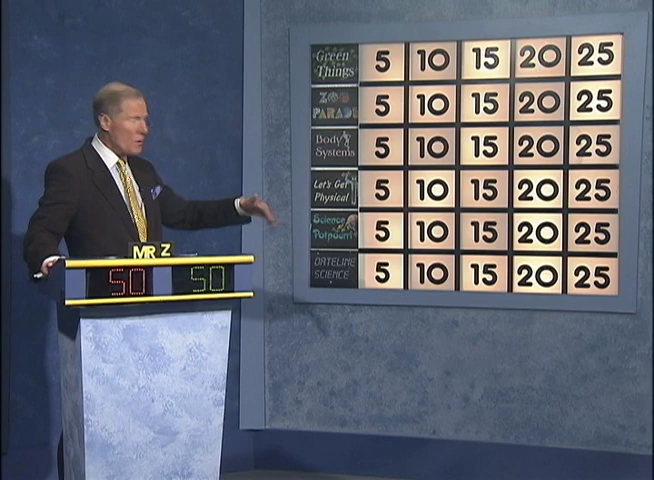 Green
Things
5 10 15 20 25
ZOO
PARADE
5 10 15 20 25
Body
Systems
5 10 15 20 25
Let's Get
Physical
5 10 15 20 25
Science
Potpourri
5 10 15 20 25
DATELINE
SCIENCE
5 10 15 20 25
MR Z
50 50